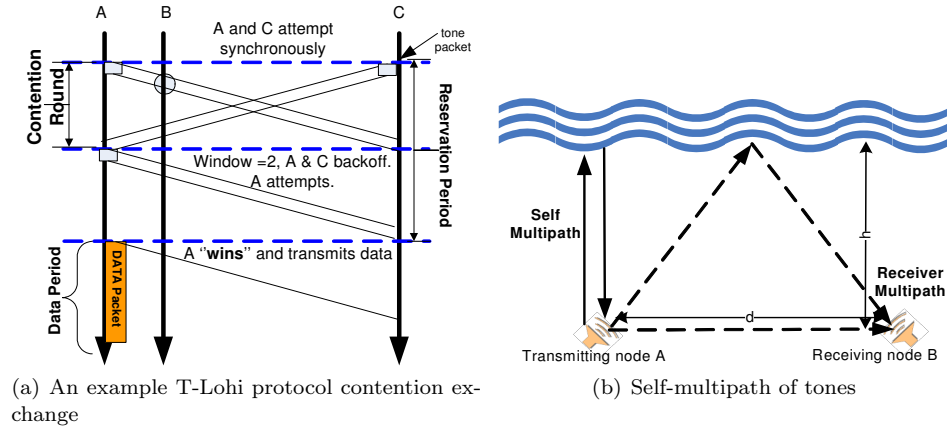 A
B
C
A and C attempt
synchronously
tone
packet
Contention
Round
Reservation Period
Window =2, A & C backoff.
A attempts.
A ‘’wins’’ and transmits data
Data Period
DATA Packet
(a) An example T-Lohi protocol contention ex-
change
Self
Multipath
h
Receiver
Multipath
d
Transmitting node A
Receiving node B
(b) Self-multipath of tones